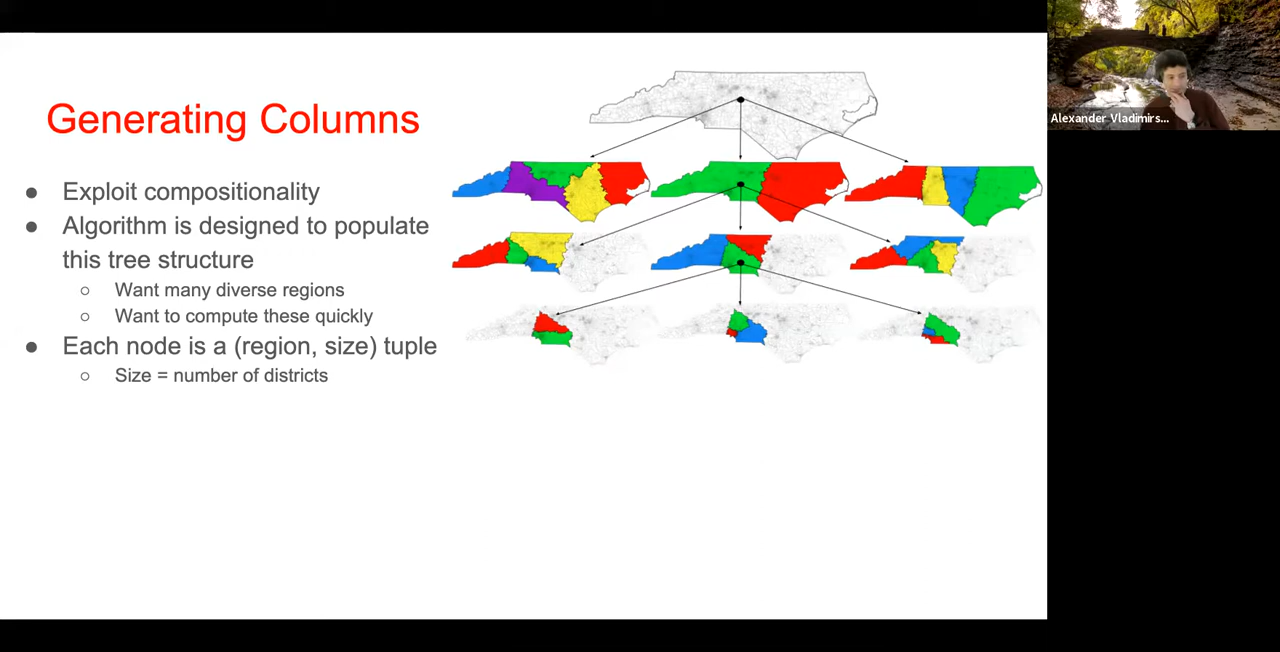 Generating Columns
● Exploit compositionality
● Algorithm is designed to populate
this tree structure
○ Want many diverse regions
○ Want to compute these quickly
● Each node is a (region, size) tuple
○ Size = number of districts
Alexander Vladimirs...